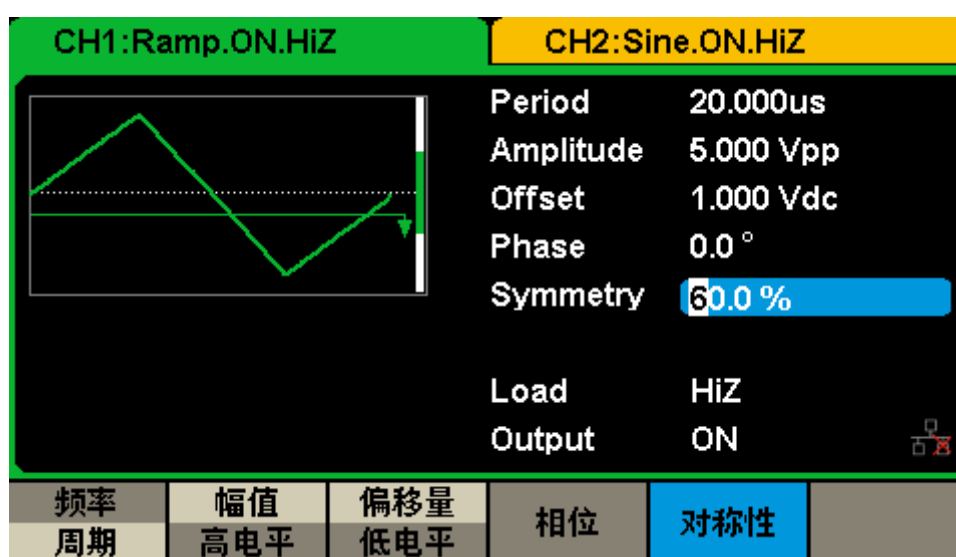 CH1:Ramp.ON.HiZ CH2:Sine.ON.HiZ
Period 20.000us
Amplitude 5.000 Vpp
Offset 1.000 Vdc
Phase 0.0 °
Symmetry 60.0 %
Load HiZ
Output ON
频率 幅值 偏移量 相位 对称性
周期 高电平 低电平